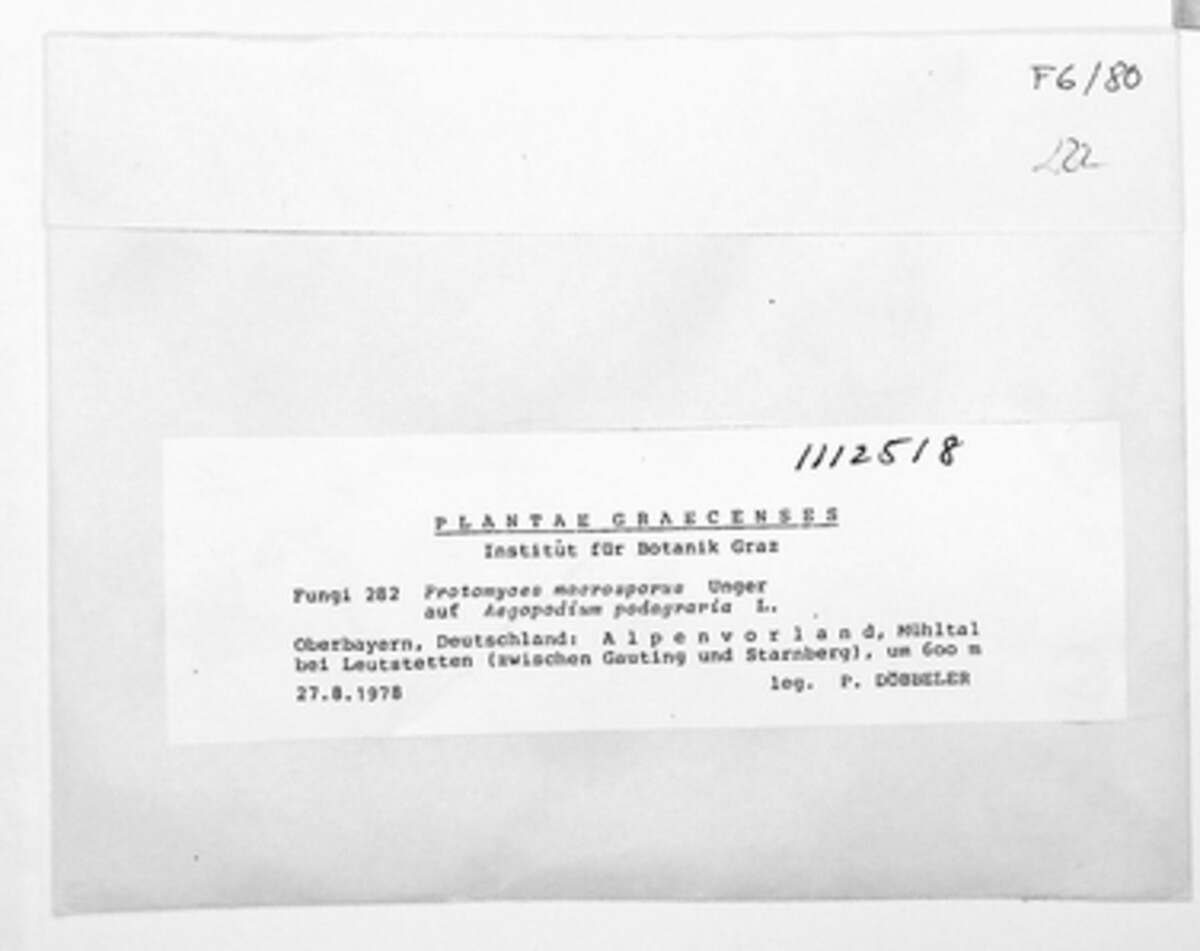 F6/80
1112518
PLANTAE GRAECENSES
Institut für Botanik Graz
Fungi 282 Protomyces macrosporus Unger
auf Aegopodium podagraria L.
Oberbayern, Deutschland: Alpenvorland, Mühltal
bei Leutstetten (zwischen Gauting und Starnberg), um 600 m
27.8.1978 leg. P. DÖBBELER